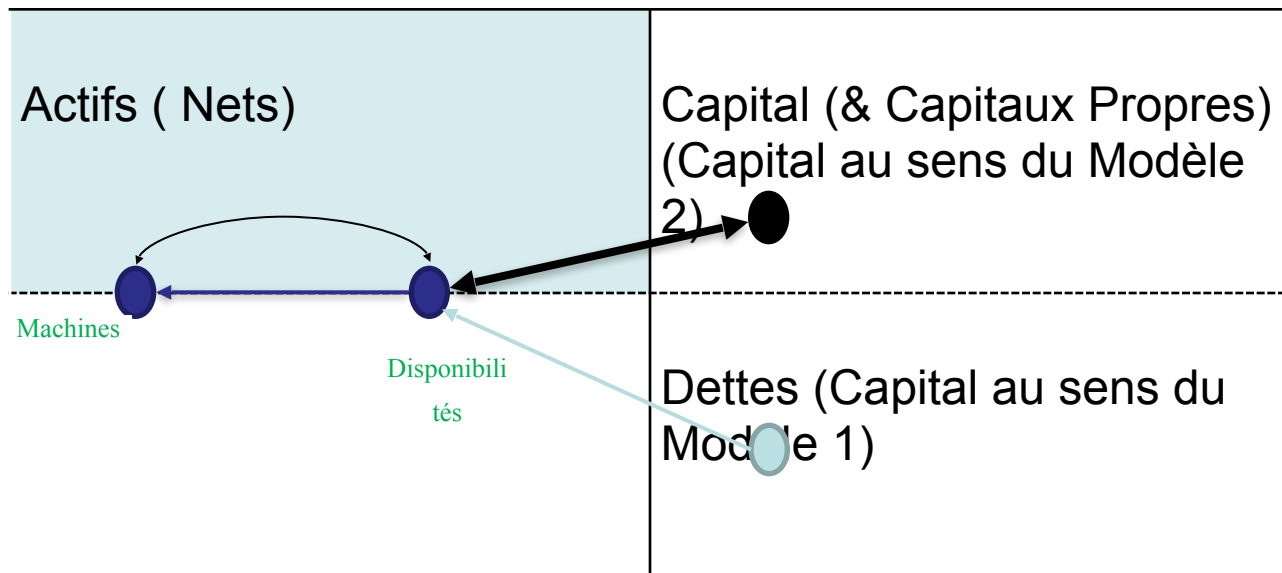 Actifs ( Nets)
Capital (& Capitaux Propres)
(Capital au sens du Modèle
2)
Machines
Disponibili
tés
Dettes (Capital au sens du
Modèle 1)